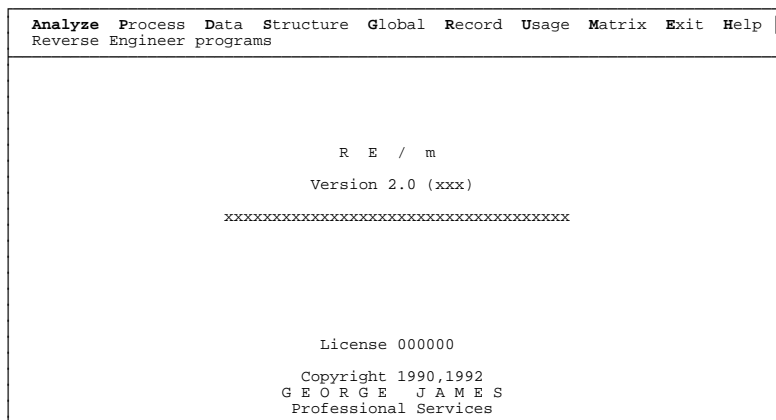 Analyze Process Data Structure Global Record Usage Matrix Exit Help
Reverse Engineer programs
R E / m
Version 2.0 (xxx)
xxxxxxxxxxxxxxxxxxxxxxxxxxxxxxxxxxxx
License 000000
Copyright 1990,1992
G E O R G E J A M E S
Professional Services